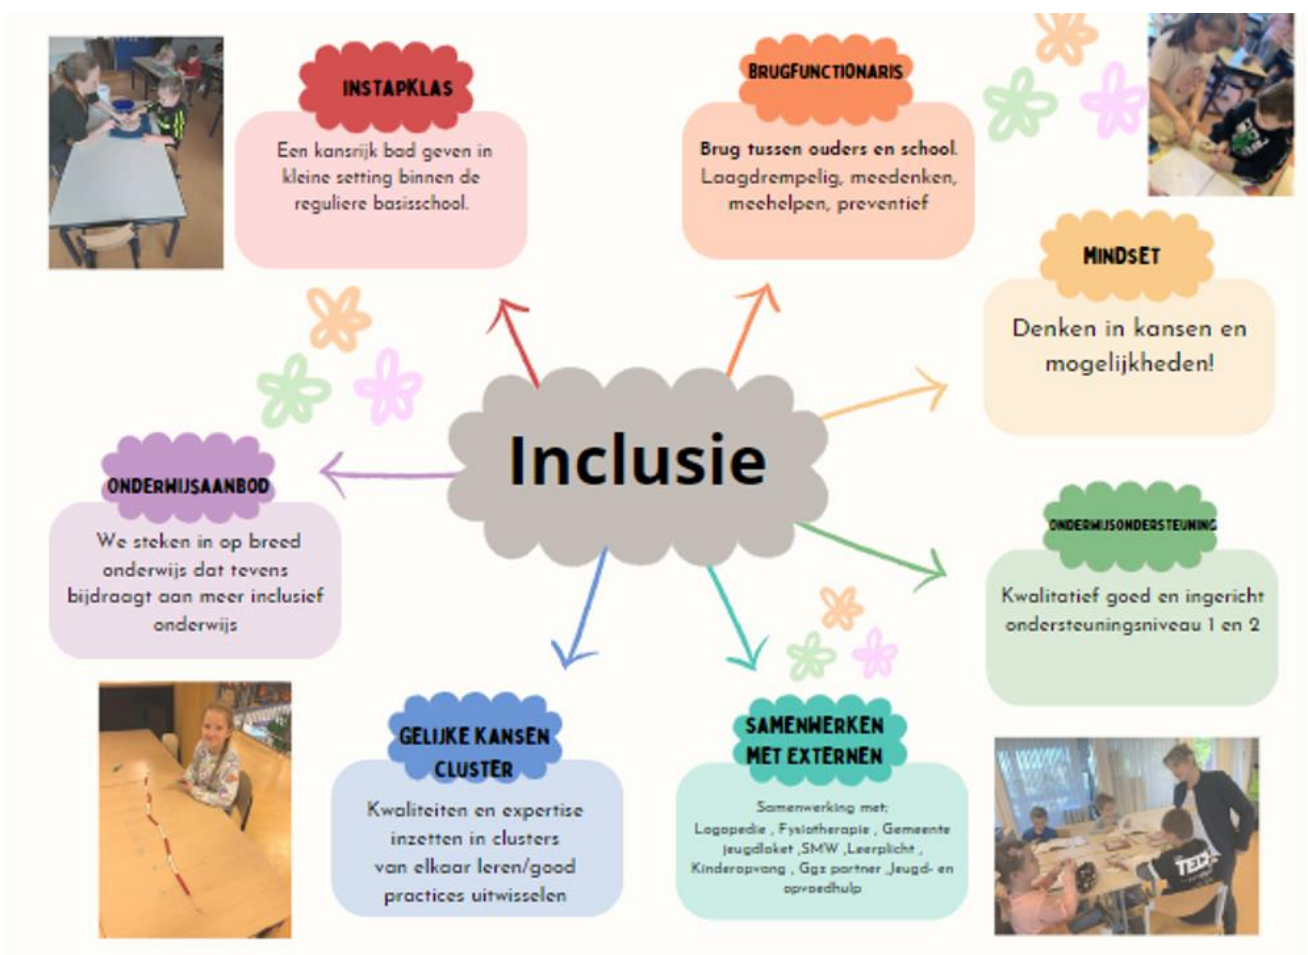 INSTAPKLAS
Een kansrijk bad geven in
kleine setting binnen de
reguliere basisschool.
BRUGFUNCTIONARIS
Brug tussen ouders en school.
Laagdrempelig, meedenken,
meehelpen, preventief
MINDSET
Denken in kansen en
mogelijkheden!
Inclusie
ONDERWIJSAANBOD
We steken in op breed
onderwijs dat tevens
bijdraagt aan meer inclusief
onderwijs
ONDERWIJSONDERSTEUNING
Kwalitatief goed en ingericht
ondersteuningsniveau 1 en 2
GELIJKE KANSEN
CLUSTER
Kwaliteiten en expertise
inzetten in clusters
van elkaar leren/good
practices uitwisselen
SAMENWERKEN
MET EXTERNEN
Samenwerking met:
Logopedie , Fysiotherapie , Gemeente
jeugdloket ,SMW ,Leerplicht ,
Kinderopvang , Ggz partner ,Jeugd- en
opvoedhulp